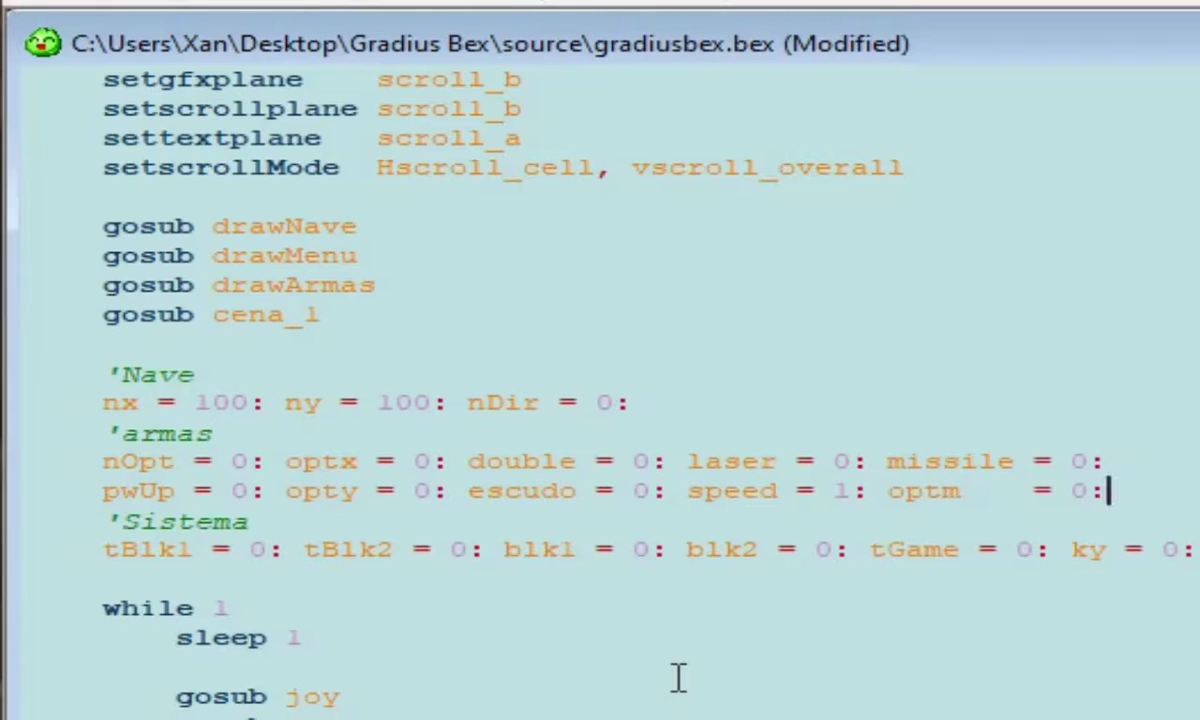 C:\Users\Xan\Desktop\Gradius Bex\source\gradiusbex.bex (Modified)
setgfxplane scroll_b
setscrollplane scroll_b
settextplane scroll_a
setscrollMode Hscroll_cell, vscroll_overall
gosub drawNave
gosub drawMenu
gosub drawArmas
gosub cena_1
'Nave
nx = 100: ny = 100: nDir = 0:
'armas
nOpt = 0: optx = 0: double = 0: laser = 0: missile = 0:
pwUp = 0: opty = 0: escudo = 0: speed = 1: optm = 0:
'Sistema
tBlk1 = 0: tBlk2 = 0: blk1 = 0: blk2 = 0: tGame = 0: ky = 0:
while 1
sleep 1
gosub joy